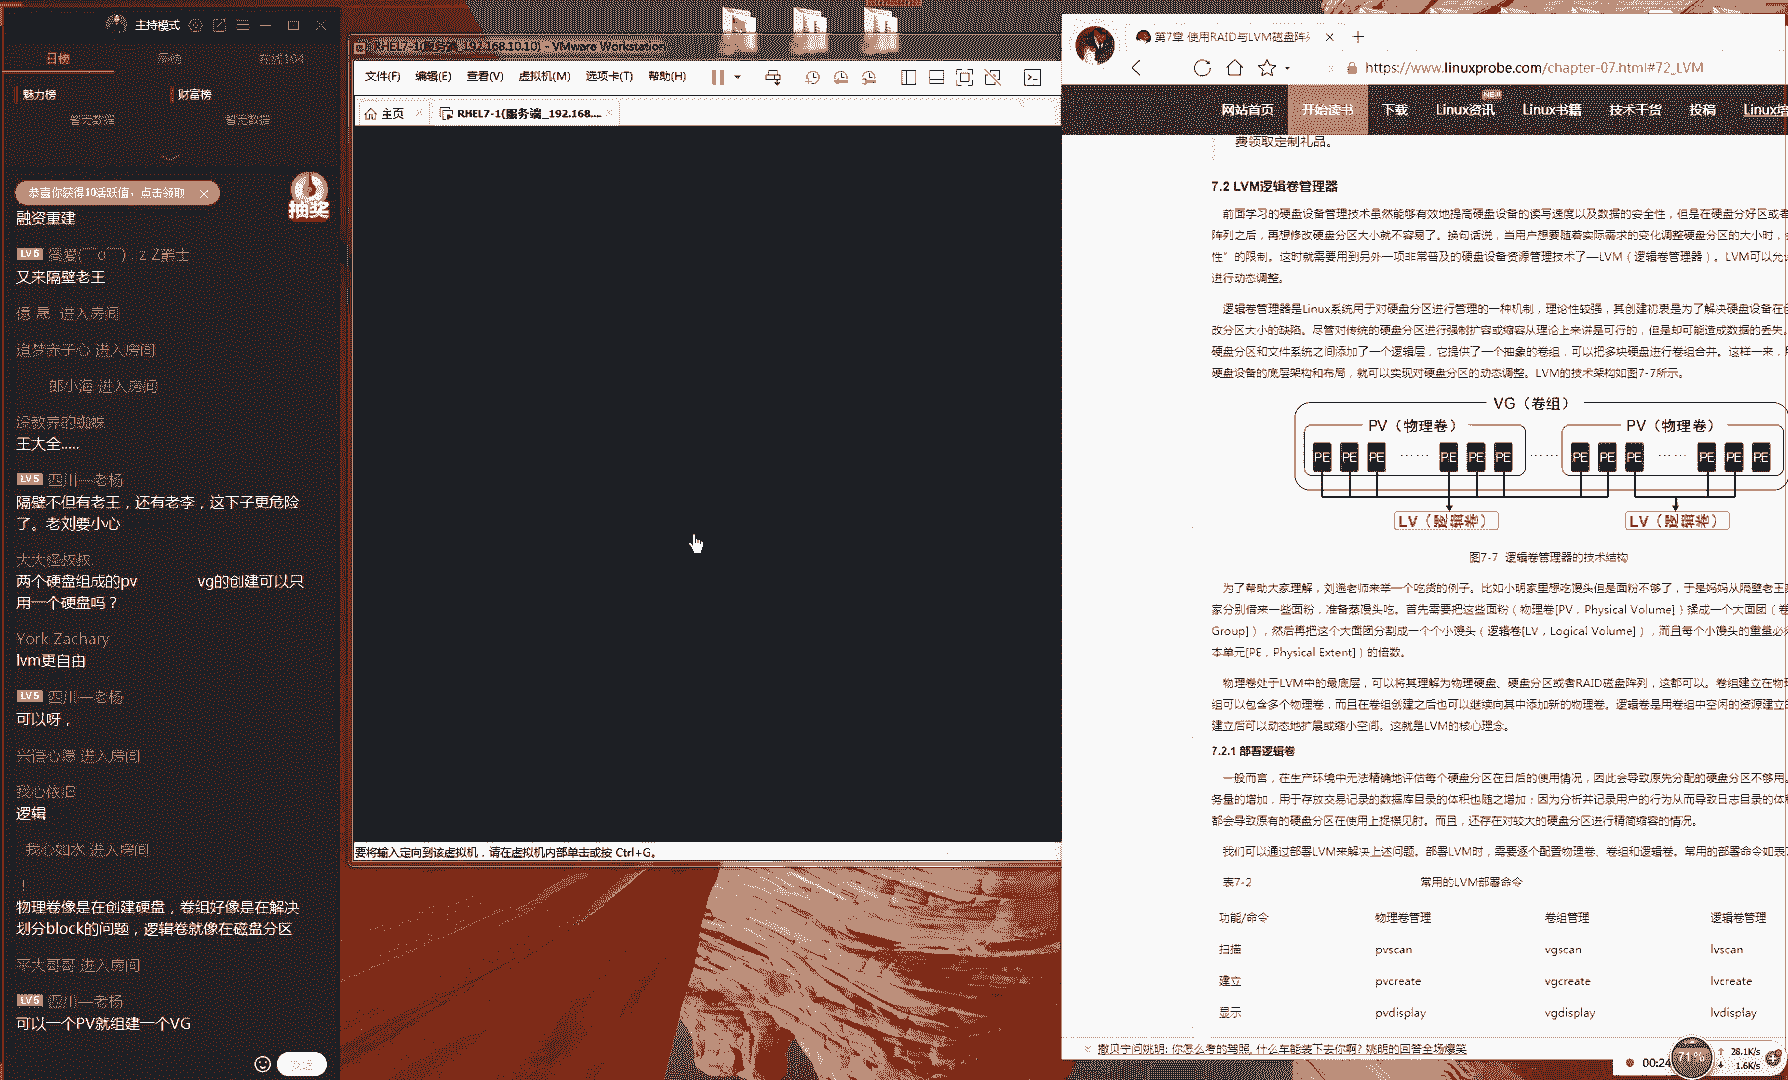 主持模式
日榜
魅力榜
财富榜
暂无数据
暂无数据
恭喜你获得10活跃值，点击领取
抽奖
融资重建
LV5
又来隔壁老王
進入房间
追梦赤子心 进入房间
郎小海 进入房间
王大全.....
LV5 四川—老杨
隔壁不但有老王，还有老李，这下子更危险
了。老刘要小心
大大怪叔叔
两个硬盘组成的pv vg的创建可以只
用一个硬盘吗？
York Zachary
lvm更自由
LV5 四川—老杨
可以呀，
进入房间
我心依旧
逻辑
我心如水 进入房间
！
物理卷像是在创建硬盘，卷组好像是在解决
划分block的问题，逻辑卷就像在磁盘分区
平大哥哥 进入房间
LV5 四川—老杨
可以一个PV就组建一个VG
RHEL7-1(服务端_192.168.10.10) - VMware Workstation
文件(F) 编辑(E) 查看(V) 虚拟机(M) 选项卡(T) 帮助(H)
主页 RHEL7-1(服务端_192.168....
要将输入定向到该虚拟机，请在虚拟机内部单击或按 Ctrl+G。
第7章 使用RAID与LVM磁盘阵列
https://www.linuxprobe.com/chapter-07.html#72_LVM
网站首页 开始读书 下载 Linux资讯 NEW Linux书籍 技术干货 投稿
费领取定制礼品。
7.2 LVM逻辑卷管理器
前面学习的硬盘设备管理技术虽然能够有效地提高硬盘设备的读写速度以及数据的安全性，但是在硬盘分好区或者
阵列之后，再想修改硬盘分区大小就不容易了。换句话说，当用户想要随着实际需求的变化调整硬盘分区的大小时，
性”的限制。这时就需要用到另外一项非常普及的硬盘设备资源管理技术了—LVM（逻辑卷管理器）。LVM可以允
进行动态调整。
逻辑卷管理器是Linux系统用于对硬盘分区进行管理的一种机制，理论性较强，其创建初衷是为了解决硬盘设备在
改分区大小的缺陷。尽管对传统的硬盘分区进行强制扩容或缩容从理论上来讲是可行的，但是却可能造成数据的丢失。
硬盘分区和文件系统之间添加了一个逻辑层，它提供了一个抽象的卷组，可以把多块硬盘进行卷组合并。这样一来，
硬盘设备的底层架构和布局，就可以实现对硬盘分区的动态调整。LVM的技术架构如图7-7所示。
VG（卷组）
PV（物理卷） PV（物理卷）
PE PE PE ······ PE PE PE ······ PE PE PE ······ PE PE PE
LV（逻辑卷） LV（逻辑卷）
图7-7 逻辑卷管理器的技术结构
为了帮助大家理解，刘遄老师来举一个吃货的例子。比如小明家里想吃馒头但是面粉不够了，于是妈妈从隔壁老王
家分别借来一些面粉，准备蒸馒头吃。首先需要把这些面粉（物理卷[PV，Physical Volume]）揉成一个大面团（卷
Group]），然后再把这个大面团分割成一个个小馒头（逻辑卷[LV，Logical Volume]），而且每个小馒头的重量必
本单元[PE，Physical Extent]）的倍数。
物理卷处于LVM中的最底层，可以将其理解为物理硬盘、硬盘分区或者RAID磁盘阵列，这都可以。卷组建立在物
组可以包含多个物理卷，而且在卷组创建之后也可以继续向其中添加新的物理卷。逻辑卷是用卷组中空闲的资源建立
建立后可以动态地扩展或缩小空间。这就是LVM的核心理念。
7.2.1 部署逻辑卷
一般而言，在生产环境中无法精确地评估每个硬盘分区在日后的使用情况，因此会导致原先分配的硬盘分区不够用。
务量的增加，用于存放交易记录的数据库目录的体积也随之增加；因为分析并记录用户的行为从而导致日志目录的体
都会导致原有的硬盘分区在使用上捉襟见肘。而且，还存在对较大的硬盘分区进行精简缩容的情况。
我们可以通过部署LVM来解决上述问题。部署LVM时，需要逐个配置物理卷、卷组和逻辑卷。常用的部署命令如表
表7-2 常用的LVM部署命令
功能/命令 物理卷管理 卷组管理 逻辑卷管理
扫描 pvscan vgscan lvscan
建立 pvcreate vgcreate lvcreate
显示 pvdisplay vgdisplay lvdisplay
撒贝宁问姚明: 你怎么考的驾照, 什么车能装下去你啊? 姚明的回答全场爆笑
00:24
71%
28.1K/s
1.6K/s